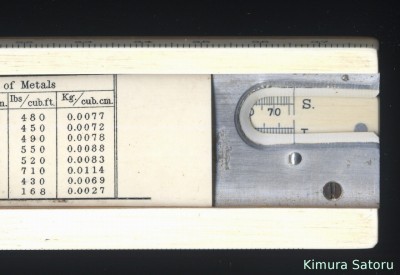 of Metals
Lbs/cub.ft. Kg/cub.cm.
480 0.0077
450 0.0072
490 0.0078
550 0.0088
520 0.0083
710 0.0114
430 0.0069
168 0.0027
70 S.
T
Kimura Satoru